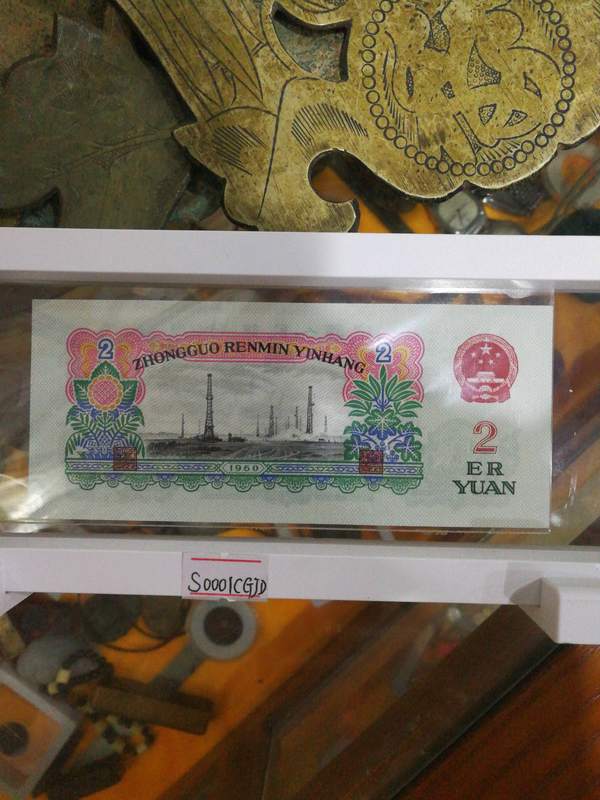 2
2
ZHONGGUO RENMIN YINHANG
1960
2
ER
YUAN
S0001CGJD